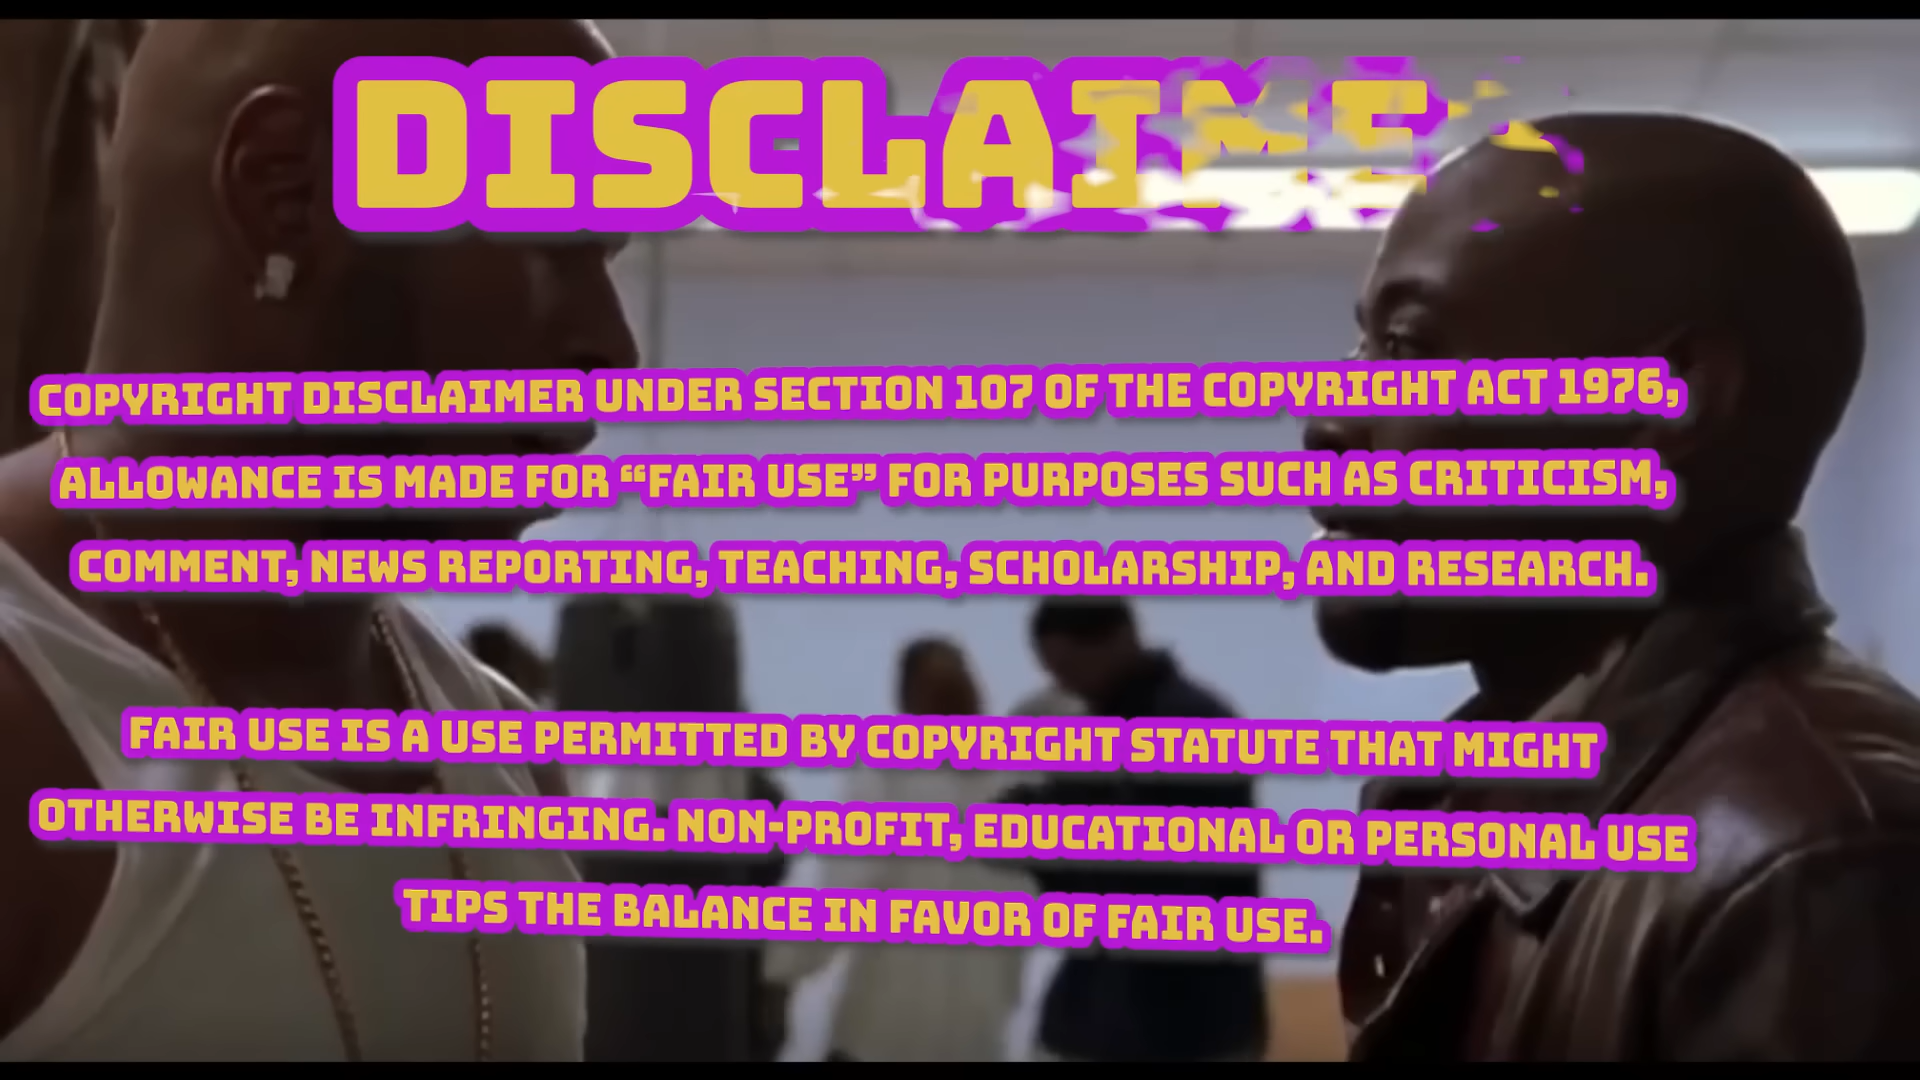 DISCLAIME
COPYRIGHT DISCLAIMER UNDER SECTION 107 OF THE COPYRIGHT ACT 1976,
ALLOWANCE IS MADE FOR “FAIR USE” FOR PURPOSES SUCH AS CRITICISM,
COMMENT, NEWS REPORTING, TEACHING, SCHOLARSHIP, AND RESEARCH.
FAIR USE IS A USE PERMITTED BY COPYRIGHT STATUTE THAT MIGHT
OTHERWISE BE INFRINGING. NON-PROFIT, EDUCATIONAL OR PERSONAL USE
TIPS THE BALANCE IN FAVOR OF FAIR USE.